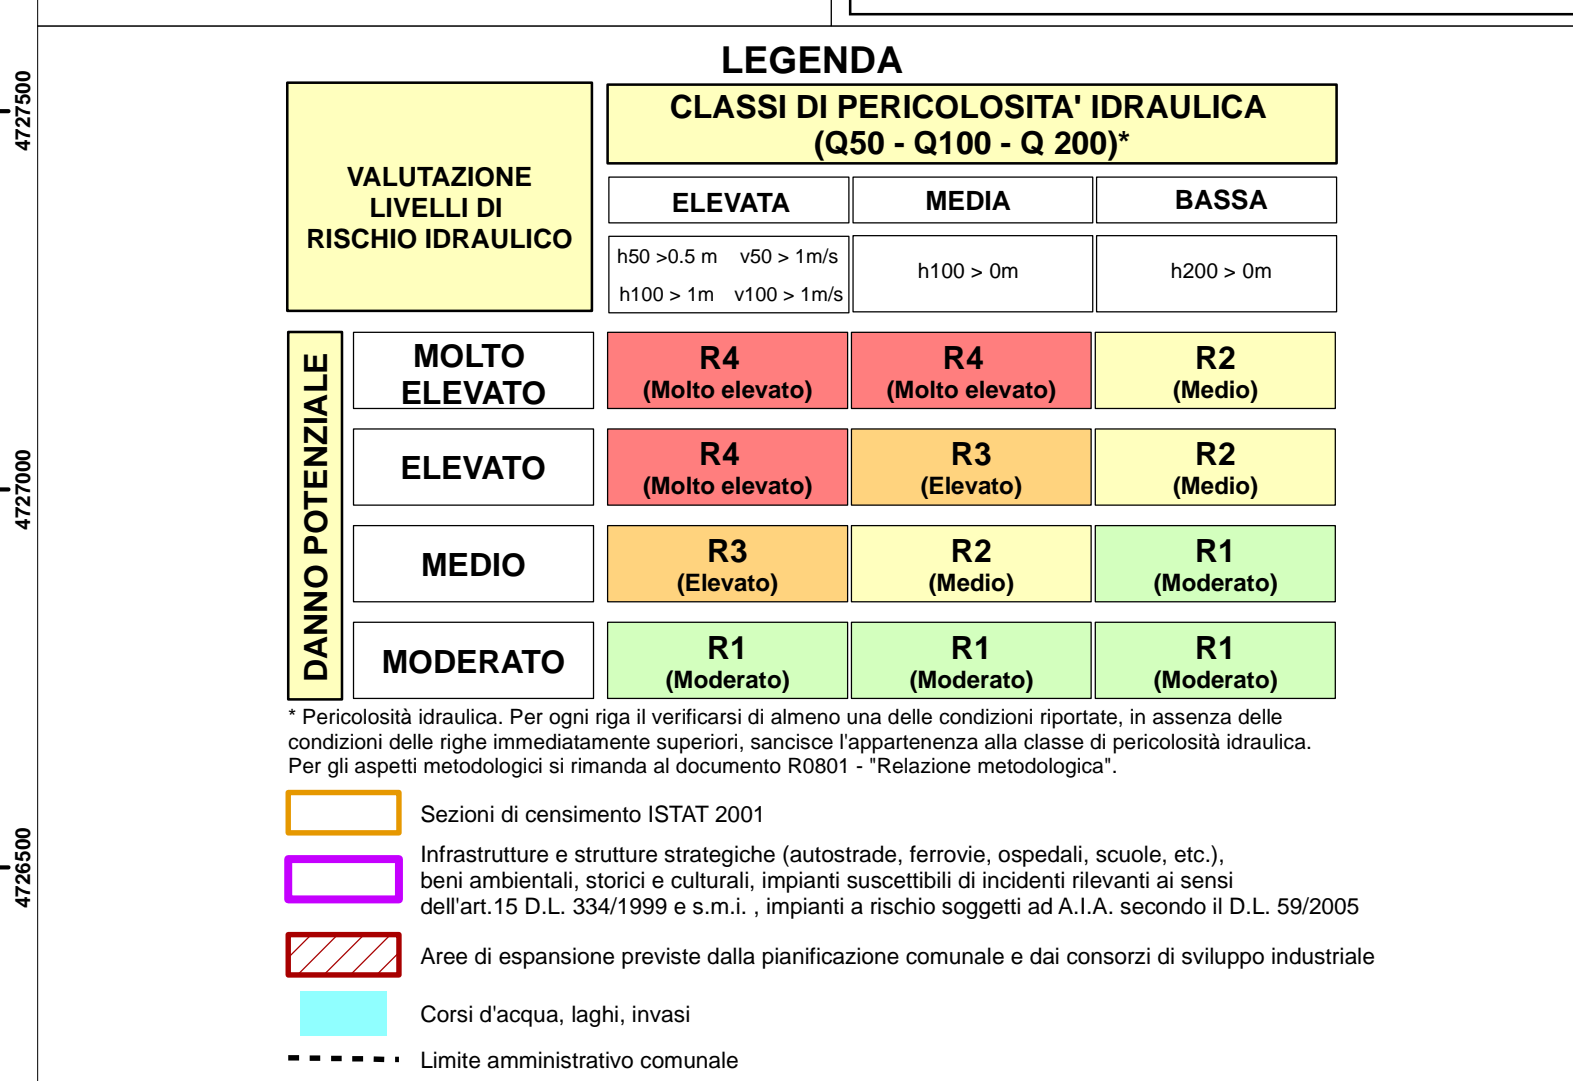 LEGENDA
VALUTAZIONE
LIVELLI DI
RISCHIO IDRAULICO
CLASSI DI PERICOLOSITA' IDRAULICA
(Q50 - Q100 - Q 200)*
ELEVATA
MEDIA
BASSA
h50 >0.5 m v50 > 1m/s
h100 > 1m v100 > 1m/s
h100 > 0m
h200 > 0m
DANNO POTENZIALE
MOLTO
ELEVATO
R4
(Molto elevato)
R4
(Molto elevato)
R2
(Medio)
ELEVATO
R4
(Molto elevato)
R3
(Elevato)
R2
(Medio)
MEDIO
R3
(Elevato)
R2
(Medio)
R1
(Moderato)
MODERATO
R1
(Moderato)
R1
(Moderato)
R1
(Moderato)
* Pericolosità idraulica. Per ogni riga il verificarsi di almeno una delle condizioni riportate, in assenza delle
condizioni delle righe immediatamente superiori, sancisce l'appartenenza alla classe di pericolosità idraulica.
Per gli aspetti metodologici si rimanda al documento R0801 - "Relazione metodologica".
Sezioni di censimento ISTAT 2001
Infrastrutture e strutture strategiche (autostrade, ferrovie, ospedali, scuole, etc.),
beni ambientali, storici e culturali, impianti suscettibili di incidenti rilevanti ai sensi
dell'art.15 D.L. 334/1999 e s.m.i. , impianti a rischio soggetti ad A.I.A. secondo il D.L. 59/2005
Aree di espansione previste dalla pianificazione comunale e dai consorzi di sviluppo industriale
Corsi d'acqua, laghi, invasi
Limite amministrativo comunale
4727500
4727000
4726500